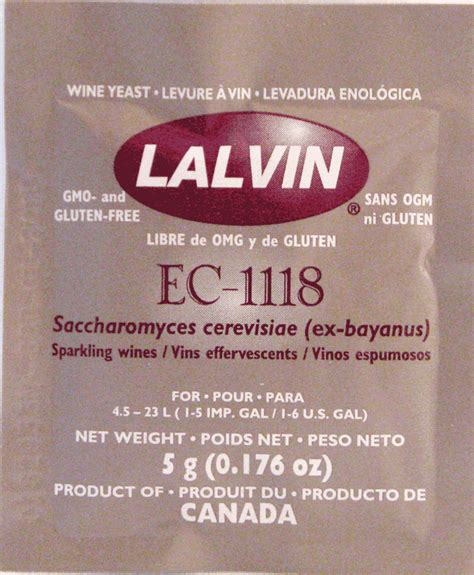 WINE YEAST • LEVURE À VIN • LEVADURA ENOLÓGICA
LALVIN®
GMO- and
GLUTEN-FREE
SANS OGM
ni GLUTEN
LIBRE de OMG y de GLUTEN
EC-1118
Saccharomyces cerevisiae (ex-bayanus)
Sparkling wines / Vins effervescents / Vinos espumosos
FOR • POUR • PARA
4.5 – 23 L ( 1-5 IMP. GAL / 1-6 U.S. GAL)
NET WEIGHT • POIDS NET • PESO NETO
5 g (0.176 oz)
PRODUCT OF • PRODUIT DU • PRODUCTO DE
CANADA